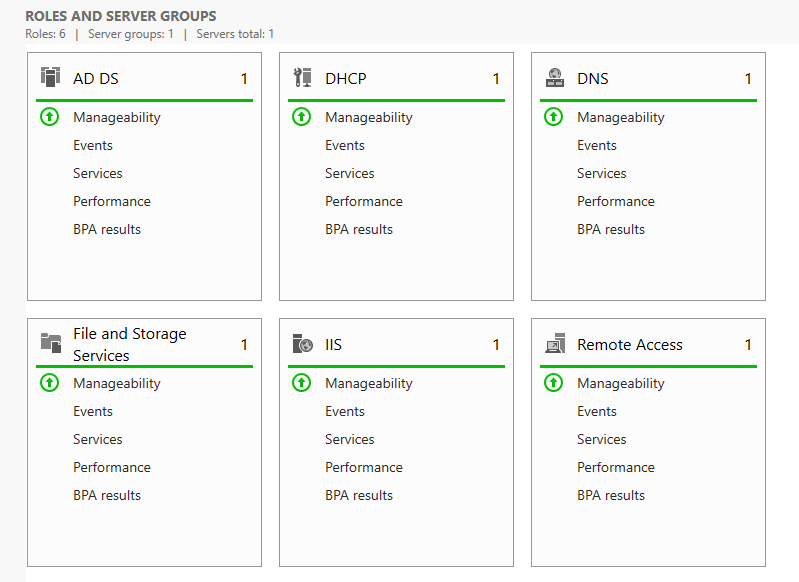 ROLES AND SERVER GROUPS
Roles: 6 | Server groups: 1 | Servers total: 1
AD DS 1
Manageability
Events
Services
Performance
BPA results
DHCP 1
Manageability
Events
Services
Performance
BPA results
DNS 1
Manageability
Events
Services
Performance
BPA results
File and Storage
Services 1
Manageability
Events
Services
Performance
BPA results
IIS 1
Manageability
Events
Services
Performance
BPA results
Remote Access 1
Manageability
Events
Services
Performance
BPA results